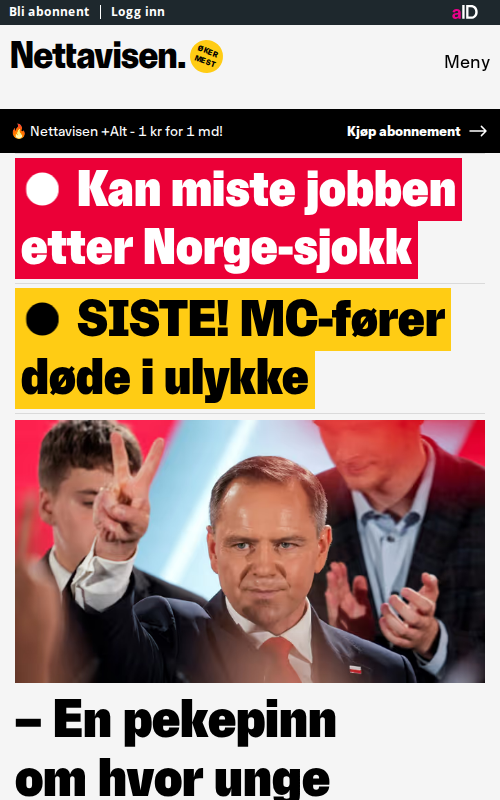 Bli abonnent | Logg inn
aID
Nettavisen.
ØKER
MEST
Meny
🔥 Nettavisen +Alt - 1 kr for 1 md!
Kjøp abonnement →
Kan miste jobben
etter Norge-sjokk
SISTE! MC-fører
døde i ulykke
– En pekepinn
om hvor unge